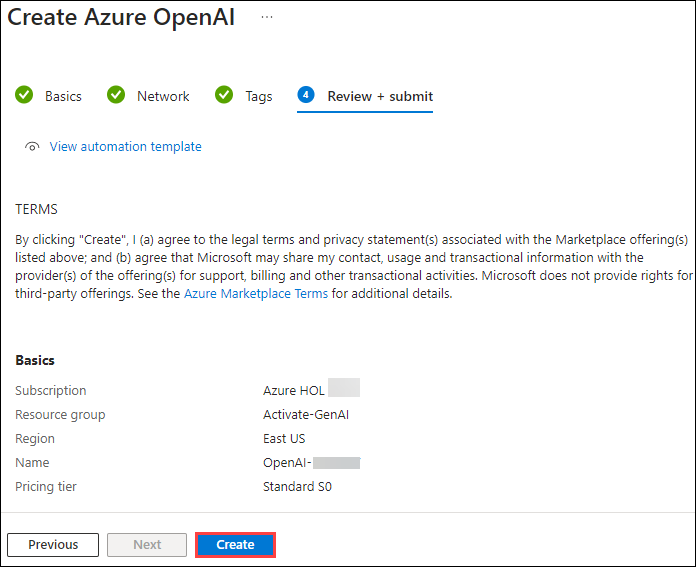 Create Azure OpenAI ...
Basics Network Tags 4 Review + submit
View automation template
TERMS
By clicking "Create", I (a) agree to the legal terms and privacy statement(s) associated with the Marketplace offering(s)
listed above; and (b) agree that Microsoft may share my contact, usage and transactional information with the
provider(s) of the offering(s) for support, billing and other transactional activities. Microsoft does not provide rights for
third-party offerings. See the Azure Marketplace Terms for additional details.
Basics
Subscription Azure HOL
Resource group Activate-GenAI
Region East US
Name OpenAI-
Pricing tier Standard S0
Previous Next Create